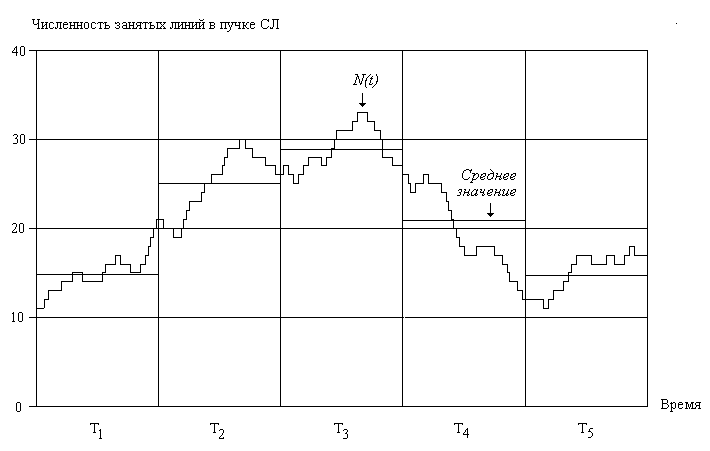 Численность занятых линий в пучке СЛ
40
N(t)
30
Среднее
значение
20
10
0
Время
T1
T2
T3
T4
T5